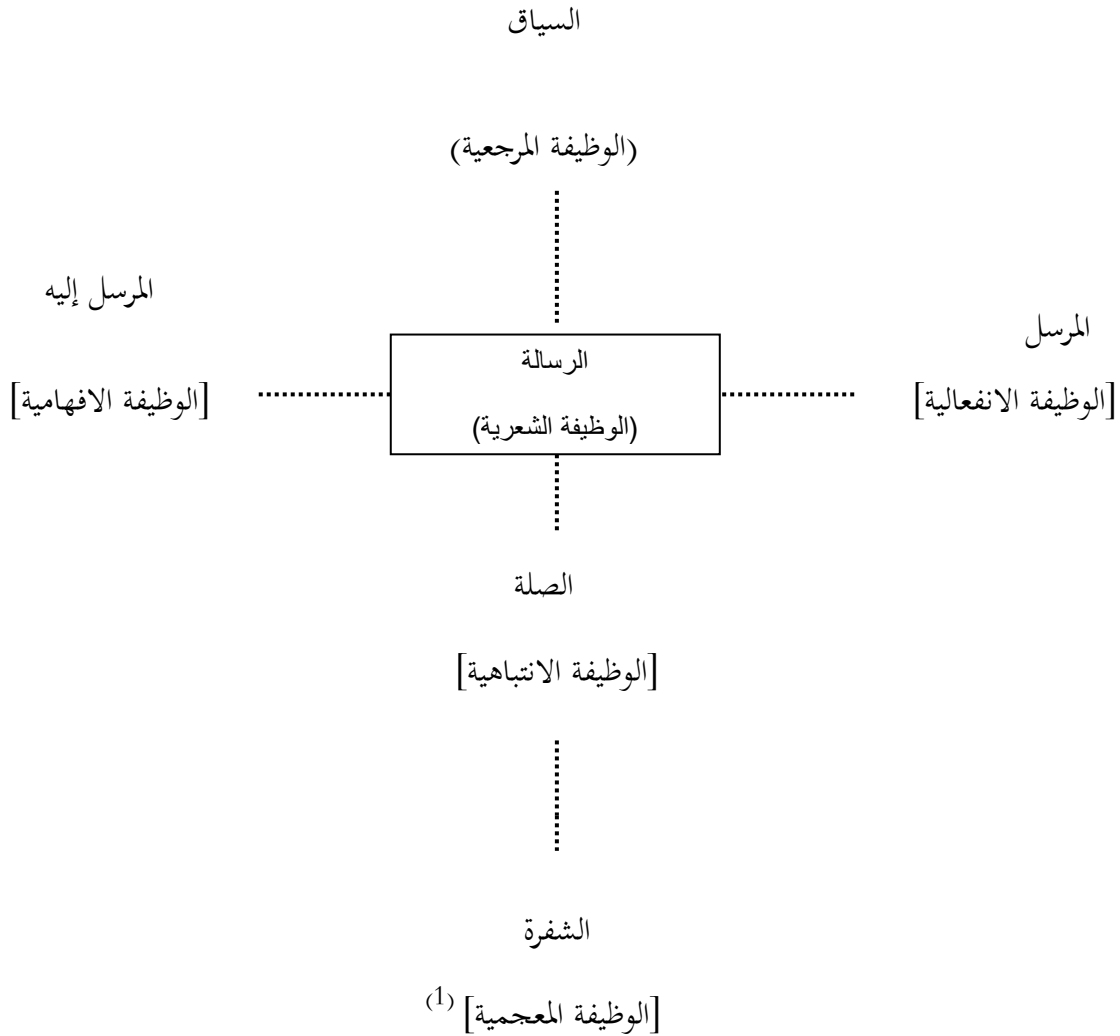 السياق
(الوظيفة المرجعية)
المرسل
[الوظيفة الانفعالية]
الرسالة
(الوظيفة الشعرية)
المرسل إليه
[الوظيفة الافهامية]
الصلة
[الوظيفة الانتباهية]
الشفرة
[الوظيفة المعجمية] (1)